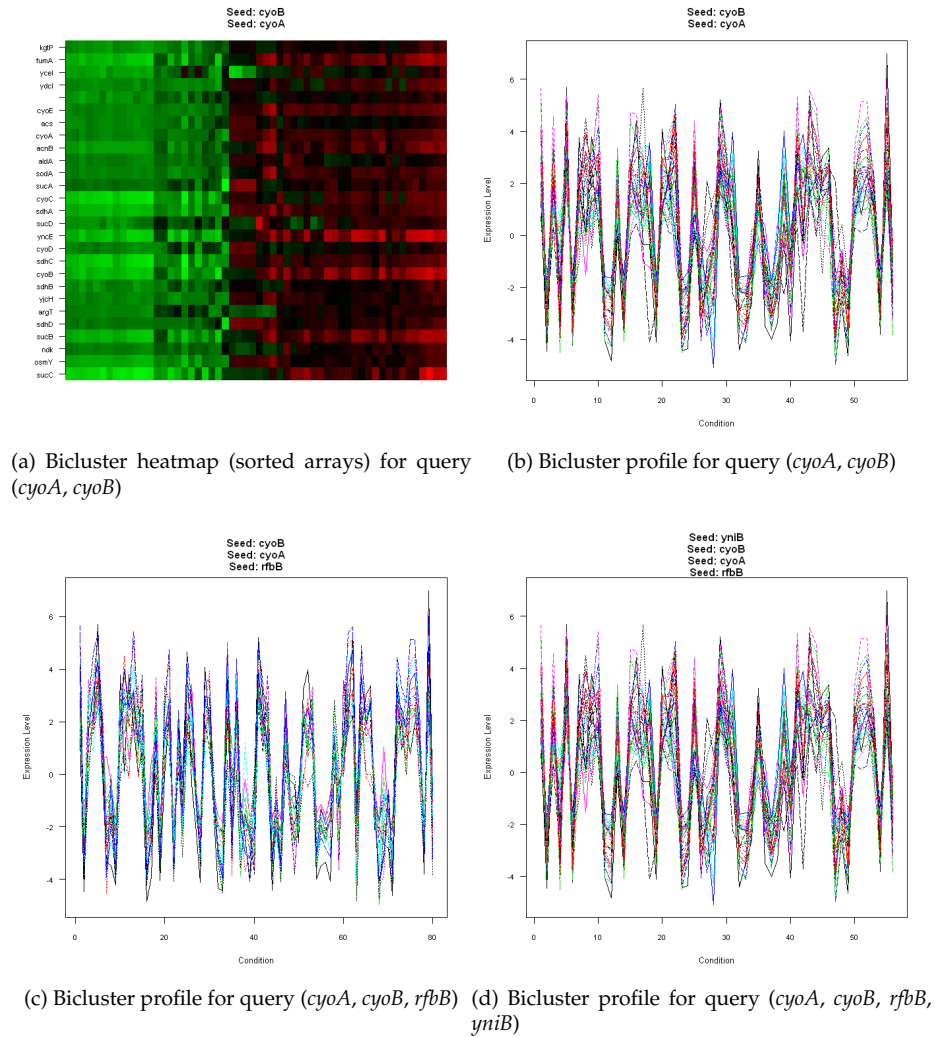 Seed: cyoB
Seed: cyoA
kgtP
fumA
yceI
ydcI
cyoE
acs
cyoA
acnB
aldA
sodA
sucA
cyoC
sdhA
sucD
yncE
cyoD
sdhC
cyoB
sdhB
yjcH
argT
sdhD
sucB
ndk
osmY
sucC
Seed: cyoB
Seed: cyoA
Expression Level
6
4
2
0
-2
-4
0 10 20 30 40 50
Condition
(a) Bicluster heatmap (sorted arrays) for query
(cyoA, cyoB)
(b) Bicluster profile for query (cyoA, cyoB)
Seed: cyoB
Seed: cyoA
Seed: rfbB
Expression Level
6
4
2
0
-2
-4
0 20 40 60 80
Condition
Seed: yniB
Seed: cyoB
Seed: cyoA
Seed: rfbB
Expression Level
6
4
2
0
-2
-4
0 10 20 30 40 50
Condition
(c) Bicluster profile for query (cyoA, cyoB, rfbB)
(d) Bicluster profile for query (cyoA, cyoB, rfbB,
yniB)